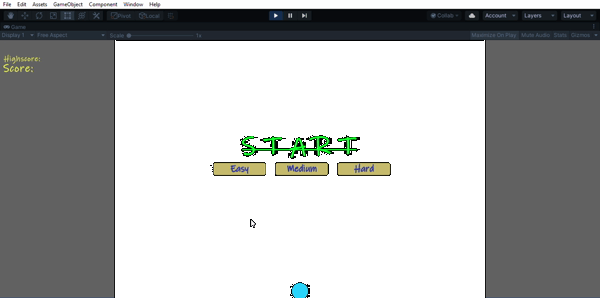 File Edit Assets GameObject Component Window Help
Pivot Local Collab Account Layers Layout
Game
Display 1 Free Aspect Scale 1x Maximize On Play Mute Audio Stats Gizmos
Highscore:
Score:
START
Easy Medium Hard